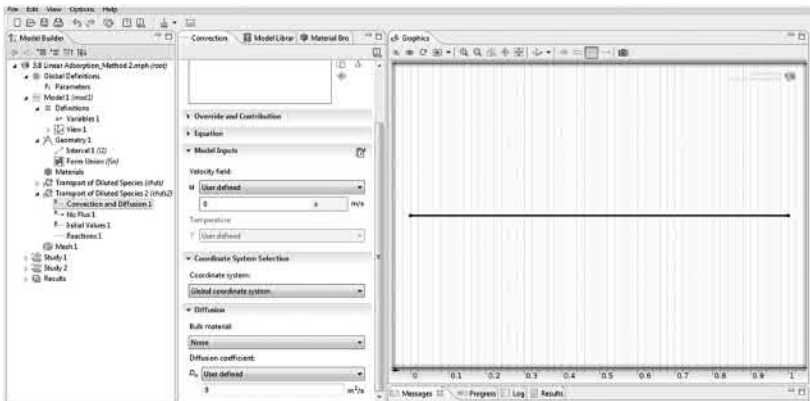 File Edit View Options Help
Model Builder
3.8 Linear Adsorption_Method 2.mph (root)
Global Definitions
Parameters
Model 1 (mod1)
Definitions
Variables 1
View 1
Geometry 1
Interval 1 (i1)
Form Union (fin)
Materials
Transport of Diluted Species (chds)
Transport of Diluted Species 2 (chds2)
Convection and Diffusion 1
No Flux 1
Initial Values 1
Reactions 1
Mesh 1
Study 1
Study 2
Results
Convection
Model Librar
Material Bro
Override and Contribution
Equation
Model Inputs
Velocity field:
u User defined
0 x m/s
Temperature:
T User defined
Coordinate System Selection
Coordinate system:
Global coordinate system
Diffusion
Bulk material:
None
Diffusion coefficient:
User defined
m²/s
Graphics
0 0.1 0.2 0.3 0.4 0.5 0.6 0.7 0.8 0.9 1
Messages Progress Log Results